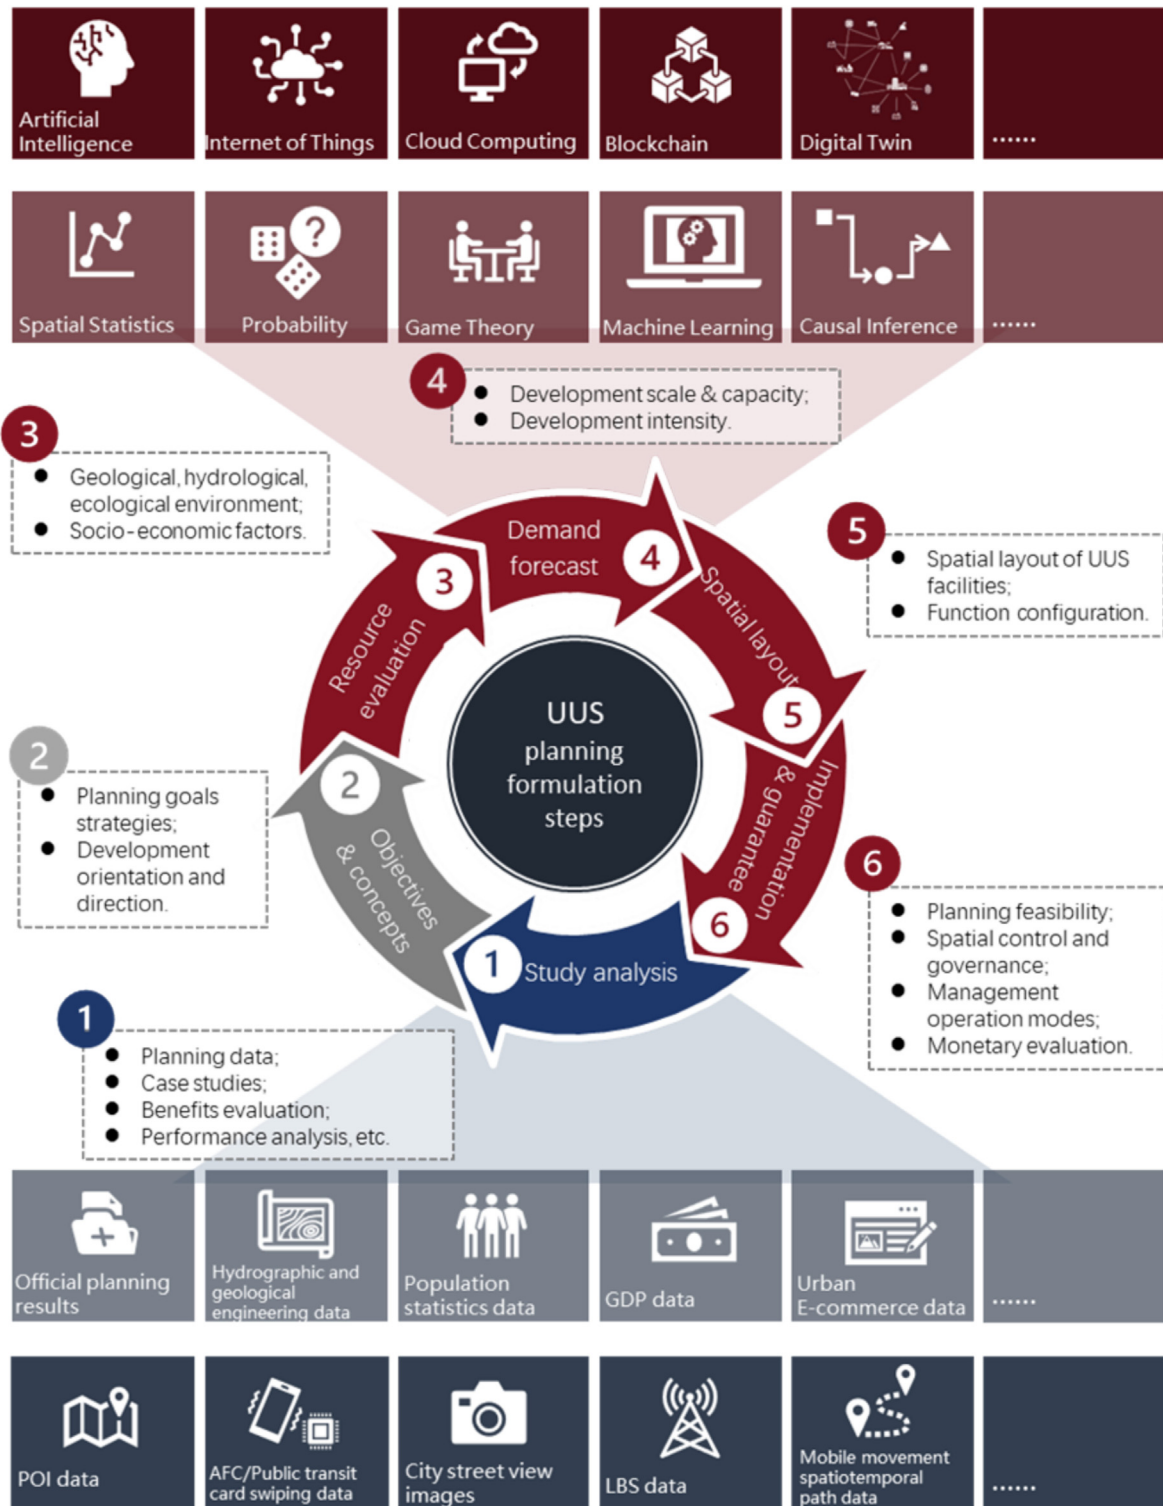 Artificial
Intelligence
Internet of Things
Cloud Computing
Blockchain
Digital Twin
......
Spatial Statistics
?
Probability
Game Theory
Machine Learning
Causal Inference
......
4
● Development scale & capacity;
● Development intensity.
3
● Geological, hydrological,
ecological environment;
● Socio-economic factors.
5
● Spatial layout of UUS
facilities;
● Function configuration.
2
● Planning goals
strategies;
● Development
orientation and
direction.
6
● Planning feasibility;
● Spatial control and
governance;
● Management
operation modes;
● Monetary evaluation.
1
● Planning data;
● Case studies;
● Benefits evaluation;
● Performance analysis, etc.
UUS
planning
formulation
steps
1
Study analysis
2
Objectives
& concepts
3
Resource
evaluation
4
Demand
forecast
5
Spatial layout
6
Implementation
& guarantee
Official planning
results
Hydrographic and
geological
engineering data
Population
statistics data
GDP data
Urban
E-commerce data
......
POI data
AFC/Public transit
card swiping data
City street view
images
LBS data
Mobile movement
spatiotemporal
path data
......